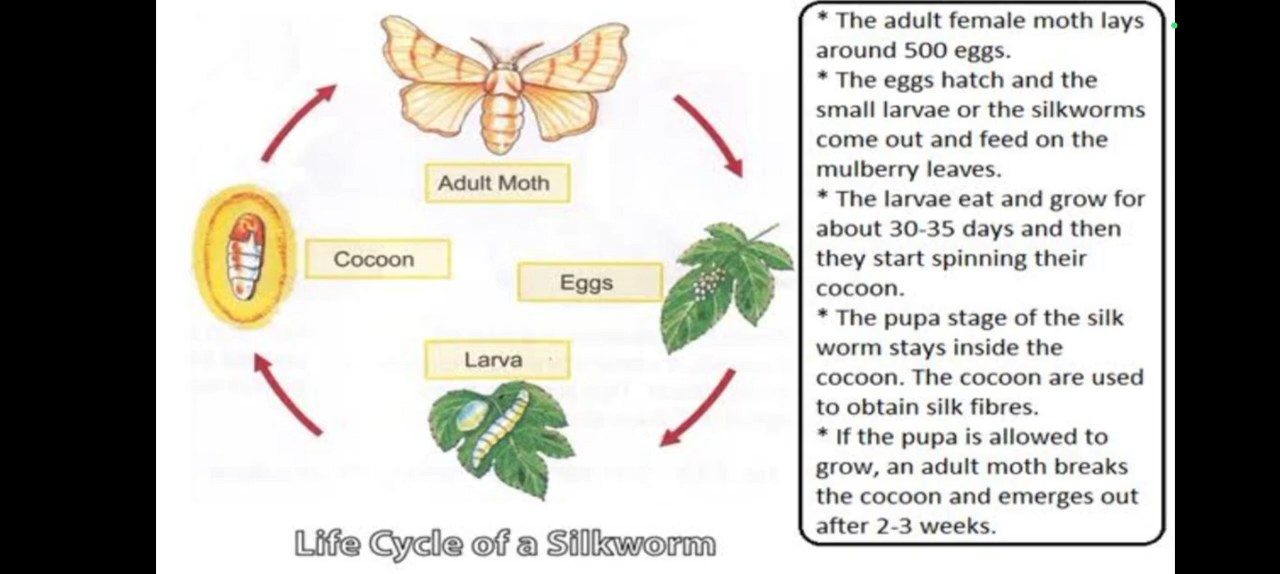 Adult Moth
Cocoon
Eggs
Larva
Life Cycle of a Silkworm
* The adult female moth lays
around 500 eggs.
* The eggs hatch and the
small larvae or the silkworms
come out and feed on the
mulberry leaves.
* The larvae eat and grow for
about 30-35 days and then
they start spinning their
cocoon.
* The pupa stage of the silk
worm stays inside the
cocoon. The cocoon are used
to obtain silk fibres.
* If the pupa is allowed to
grow, an adult moth breaks
the cocoon and emerges out
after 2-3 weeks.